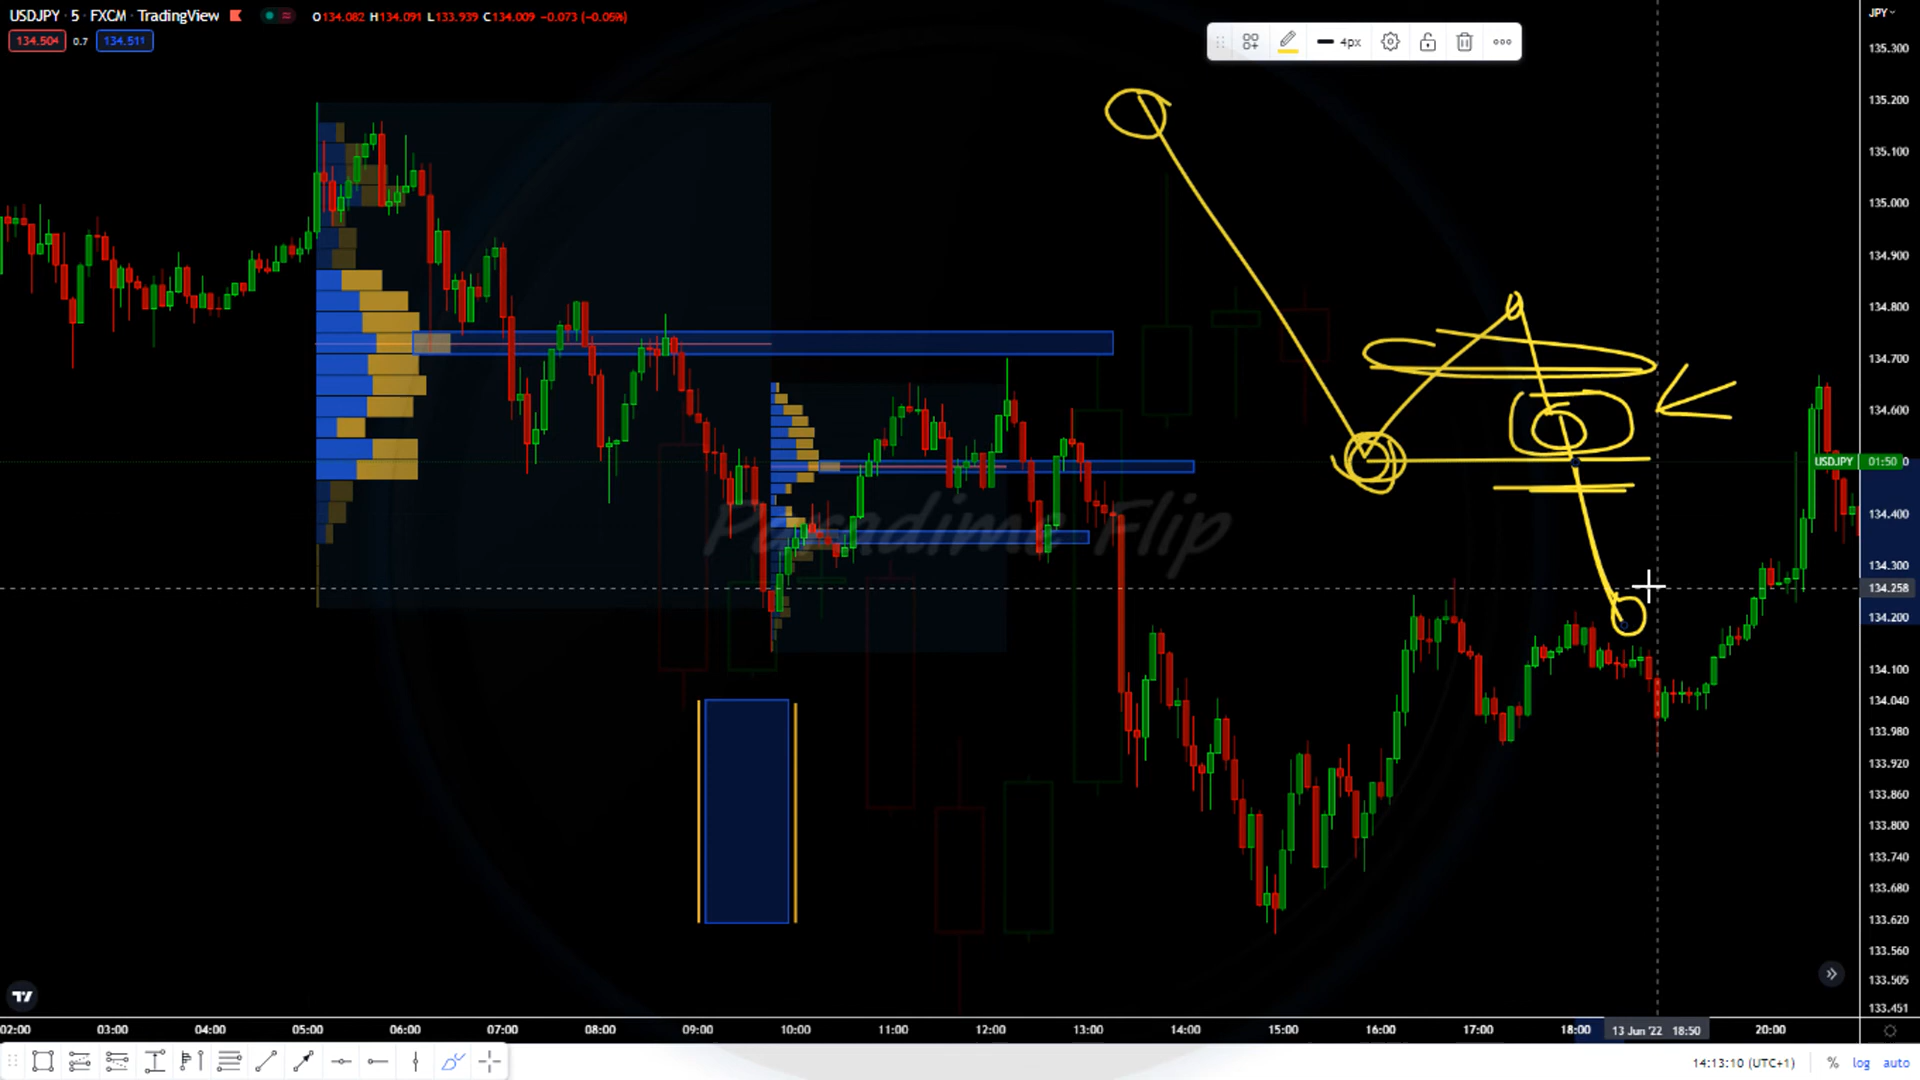 USDJPY · 5 · FXCM · TradingView
O134.082 H134.091 L133.939 C134.009 −0.073 (−0.05%)
134.504 0.7 134.511
4px
JPY
135.300
135.200
135.100
135.000
134.900
134.800
134.700
134.600
USDJPY 01:50
134.400
134.300
134.258
134.200
134.100
134.040
133.980
133.920
133.860
133.800
133.740
133.680
133.620
133.560
133.505
133.451
Paradime Flip
02:00 03:00 04:00 05:00 06:00 07:00 08:00 09:00 10:00 11:00 12:00 13:00 14:00 15:00 16:00 17:00 18:00 13 Jun '22 18:50 20:00
14:13:10 (UTC+1) % log auto